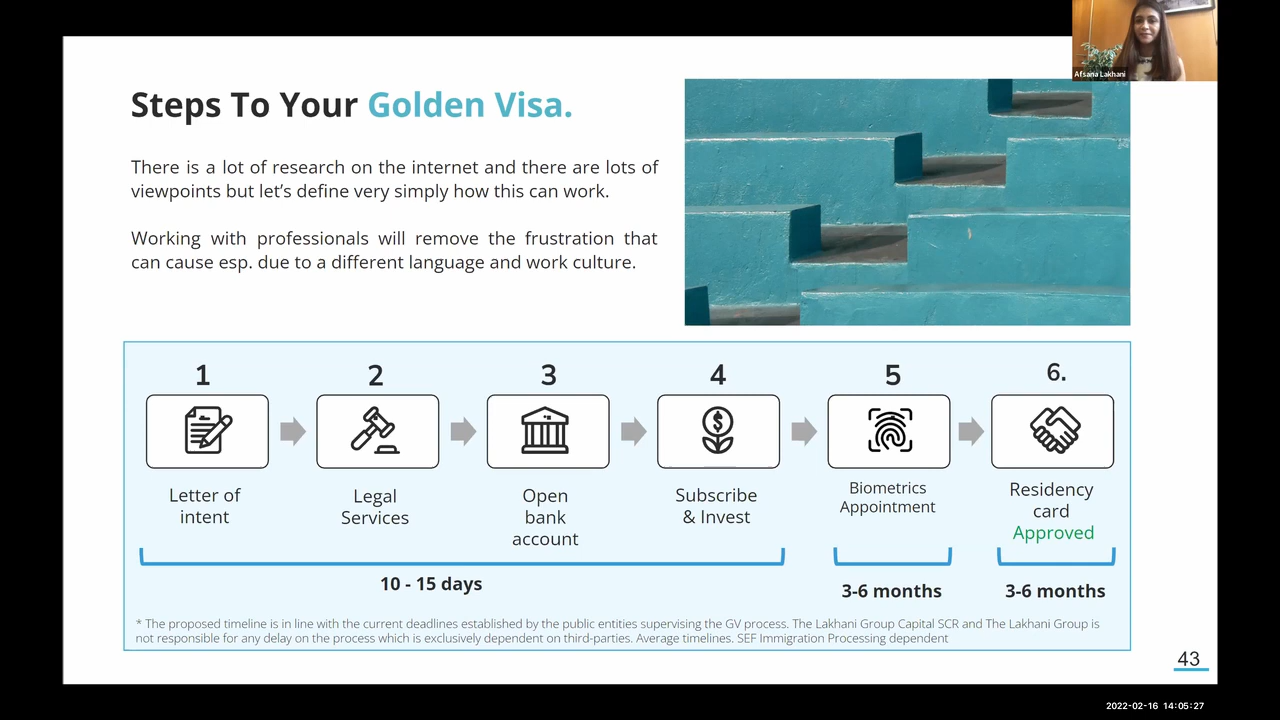 Afsana Lakhani
Steps To Your Golden Visa.
There is a lot of research on the internet and there are lots of
viewpoints but let's define very simply how this can work.
Working with professionals will remove the frustration that
can cause esp. due to a different language and work culture.
1
Letter of
intent
2
Legal
Services
3
Open
bank
account
4
Subscribe
& Invest
5
Biometrics
Appointment
6.
Residency
card
Approved
10 - 15 days
3-6 months
3-6 months
* The proposed timeline is in line with the current deadlines established by the public entities supervising the GV process. The Lakhani Group Capital SCR and The Lakhani Group is
not responsible for any delay on the process which is exclusively dependent on third-parties. Average timelines. SEF Immigration Processing dependent
43
2022-02-16 14:05:27